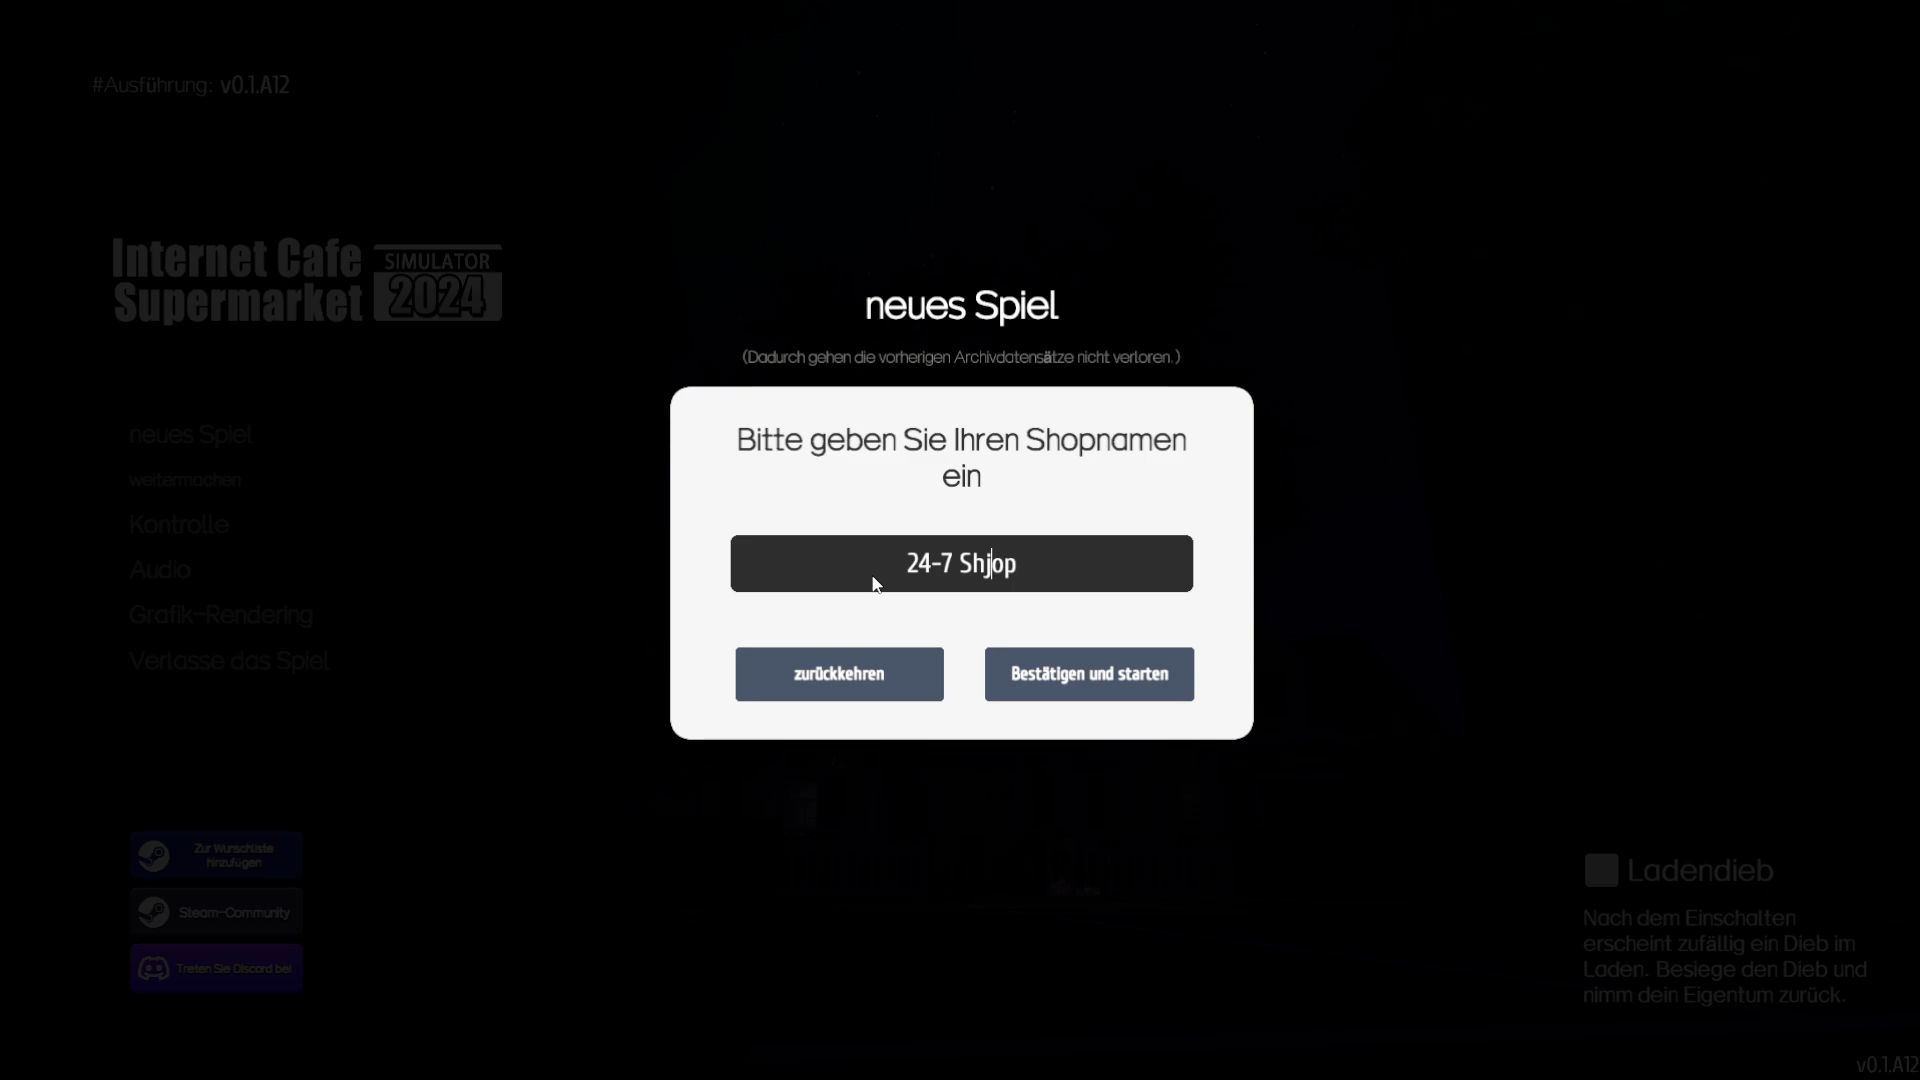 #Ausführung: v0.1.A12
Internet Cafe
Supermarket
SIMULATOR
2024
neues Spiel
(Dadurch gehen die vorherigen Archivdatensätze nicht verloren.)
Bitte geben Sie Ihren Shopnamen
ein
24-7 Shjop
zurückkehren
Bestätigen und starten
neues Spiel
weitermachen
Kontrolle
Audio
Grafik-Rendering
Verlasse das Spiel
Zur Wunschliste
hinzufügen
Steam-Community
Treten Sie Discord bei
Ladendieb
Nach dem Einschalten
erscheint zufällig ein Dieb im
Laden. Besiege den Dieb und
nimm dein Eigentum zurück.
v0.1.A12